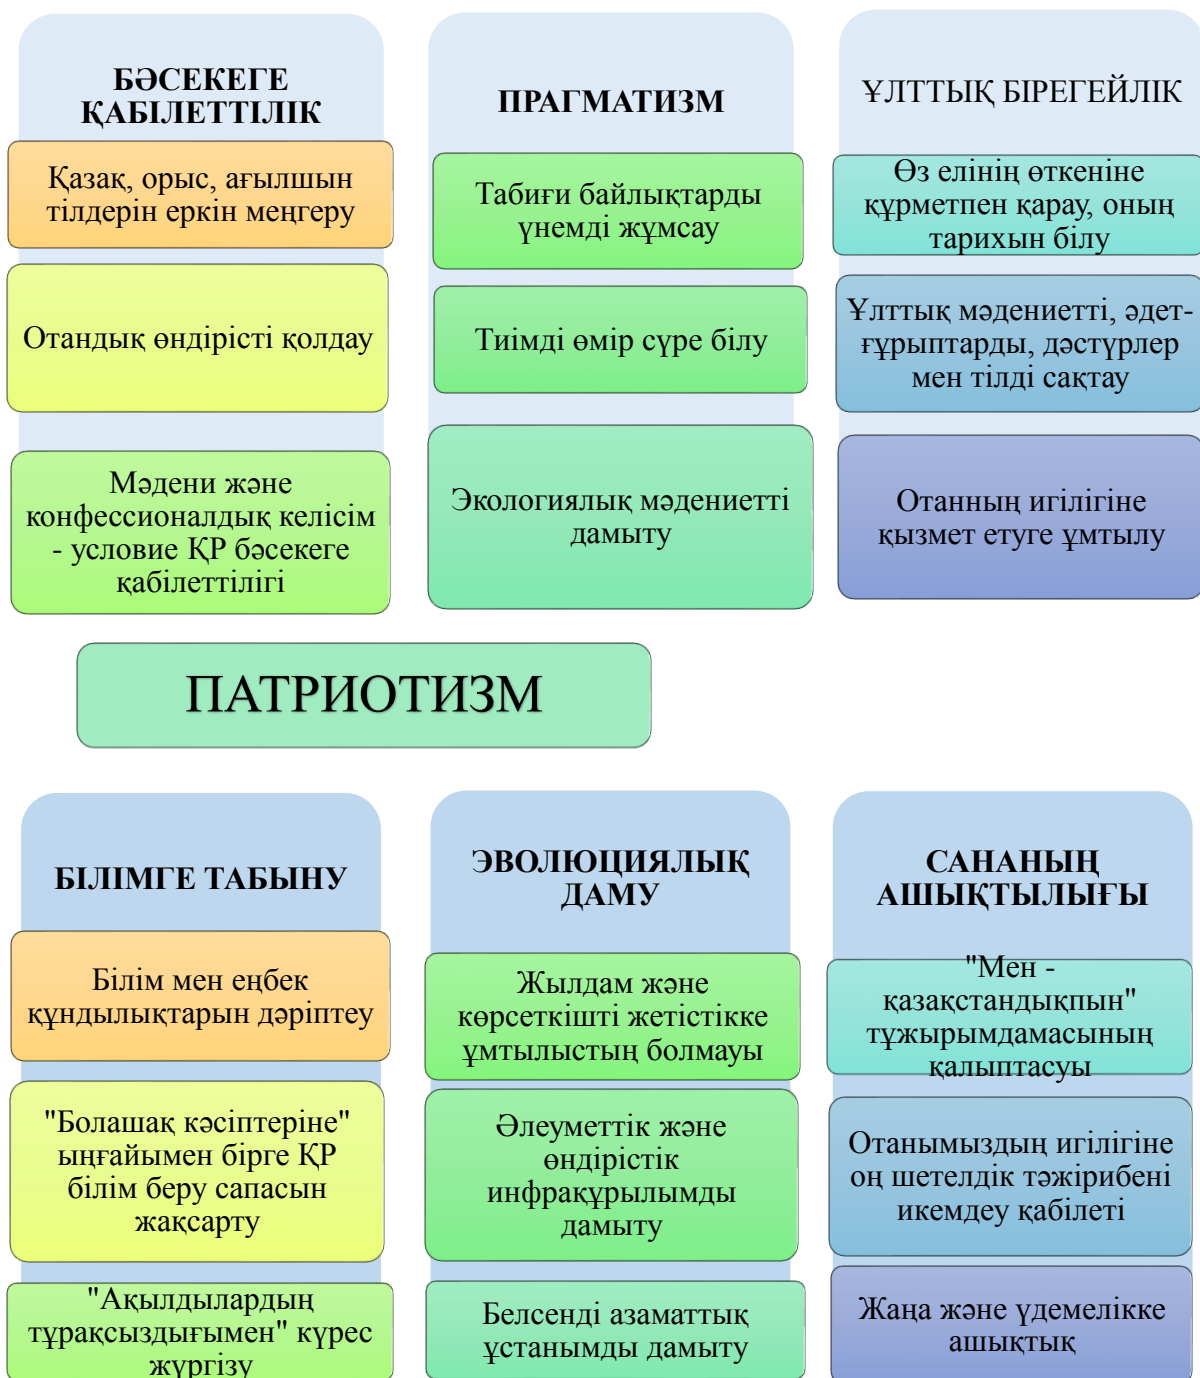 БӘСЕКЕГЕ
ҚАБІЛЕТТІЛІК
Қазақ, орыс, ағылшын
тілдерін еркін меңгеру
Отандық өндірісті қолдау
Мәдени және
конфессионалдық келісім
- условие ҚР бәсекеге
қабілеттілігі
ПРАГМАТИЗМ
Табиғи байлықтарды
үнемді жұмсау
Тиімді өмір сүре білу
Экологиялық мәдениетті
дамыту
ҰЛТТЫҚ БІРЕГЕЙЛІК
Өз елінің өткеніне
құрметпен қарау, оның
тарихын білу
Ұлттық мәдениетті, әдет-
ғұрыптарды, дәстүрлер
мен тілді сақтау
Отанның игілігіне
қызмет етуге ұмтылу
ПАТРИОТИЗМ
БІЛІМГЕ ТАБЫНУ
Білім мен еңбек
құндылықтарын дәріптеу
"Болашақ кәсіптеріне"
ыңғайымен бірге ҚР
білім беру сапасын
жақсарту
"Ақылдылардың
тұрақсыздығымен" күрес
жүргізу
ЭВОЛЮЦИЯЛЫҚ
ДАМУ
Жылдам және
көрсеткішті жетістікке
ұмтылыстың болмауы
Әлеуметтік және
өндірістік
инфрақұрылымды
дамыту
Белсенді азаматтық
ұстанымды дамыту
САНАНЫҢ
АШЫҚТЫЛЫҒЫ
"Мен -
қазақстандықпын"
тұжырымдамасының
қалыптасуы
Отанымыздың игілігіне
оң шетелдік тәжірибені
икемдеу қабілеті
Жаңа және үдемелікке
ашықтық